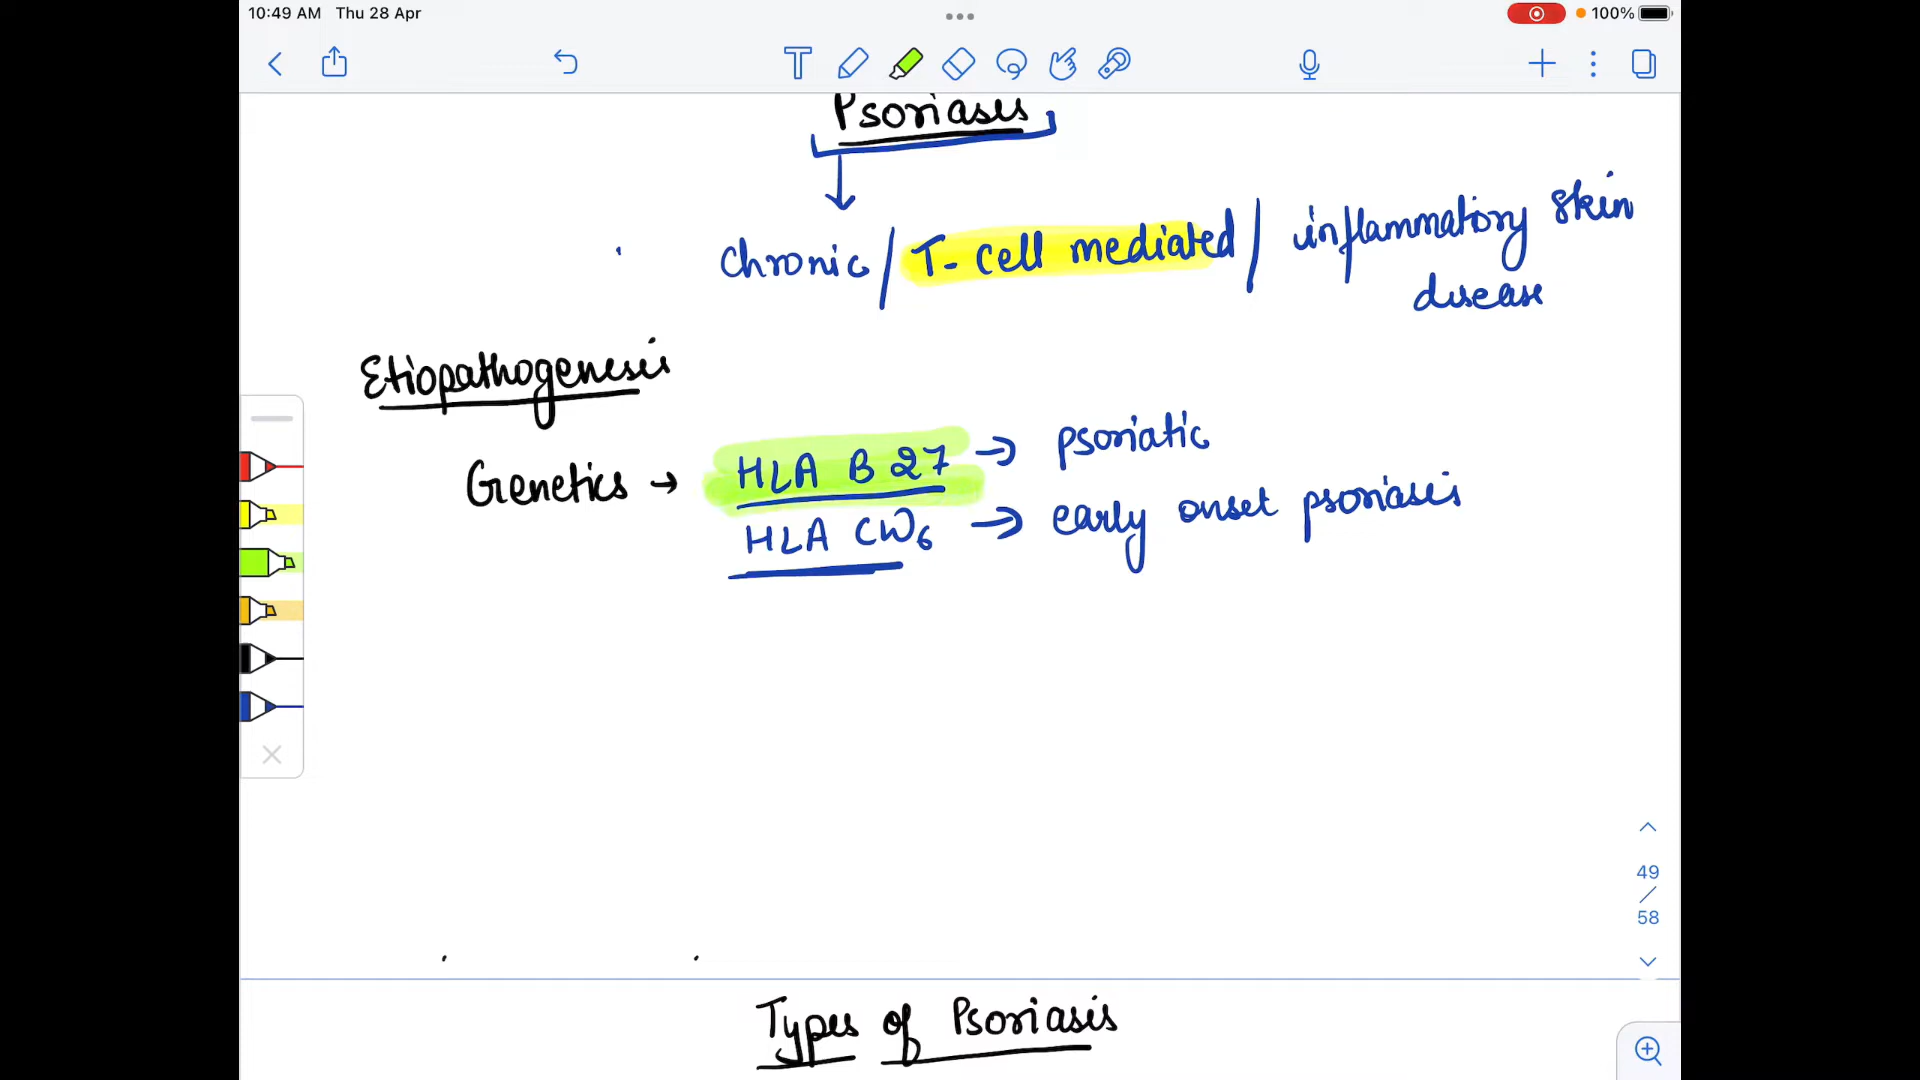 10:49 AM Thu 28 Apr
100%
T
Psoriasis
Chronic / T-Cell mediated / inflammatory skin
disease
Etiopathogenesis
Genetics → HLA B 27 → psoriatic
HLA CW6 → early onset psoriasis
49
58
Types of Psoriasis